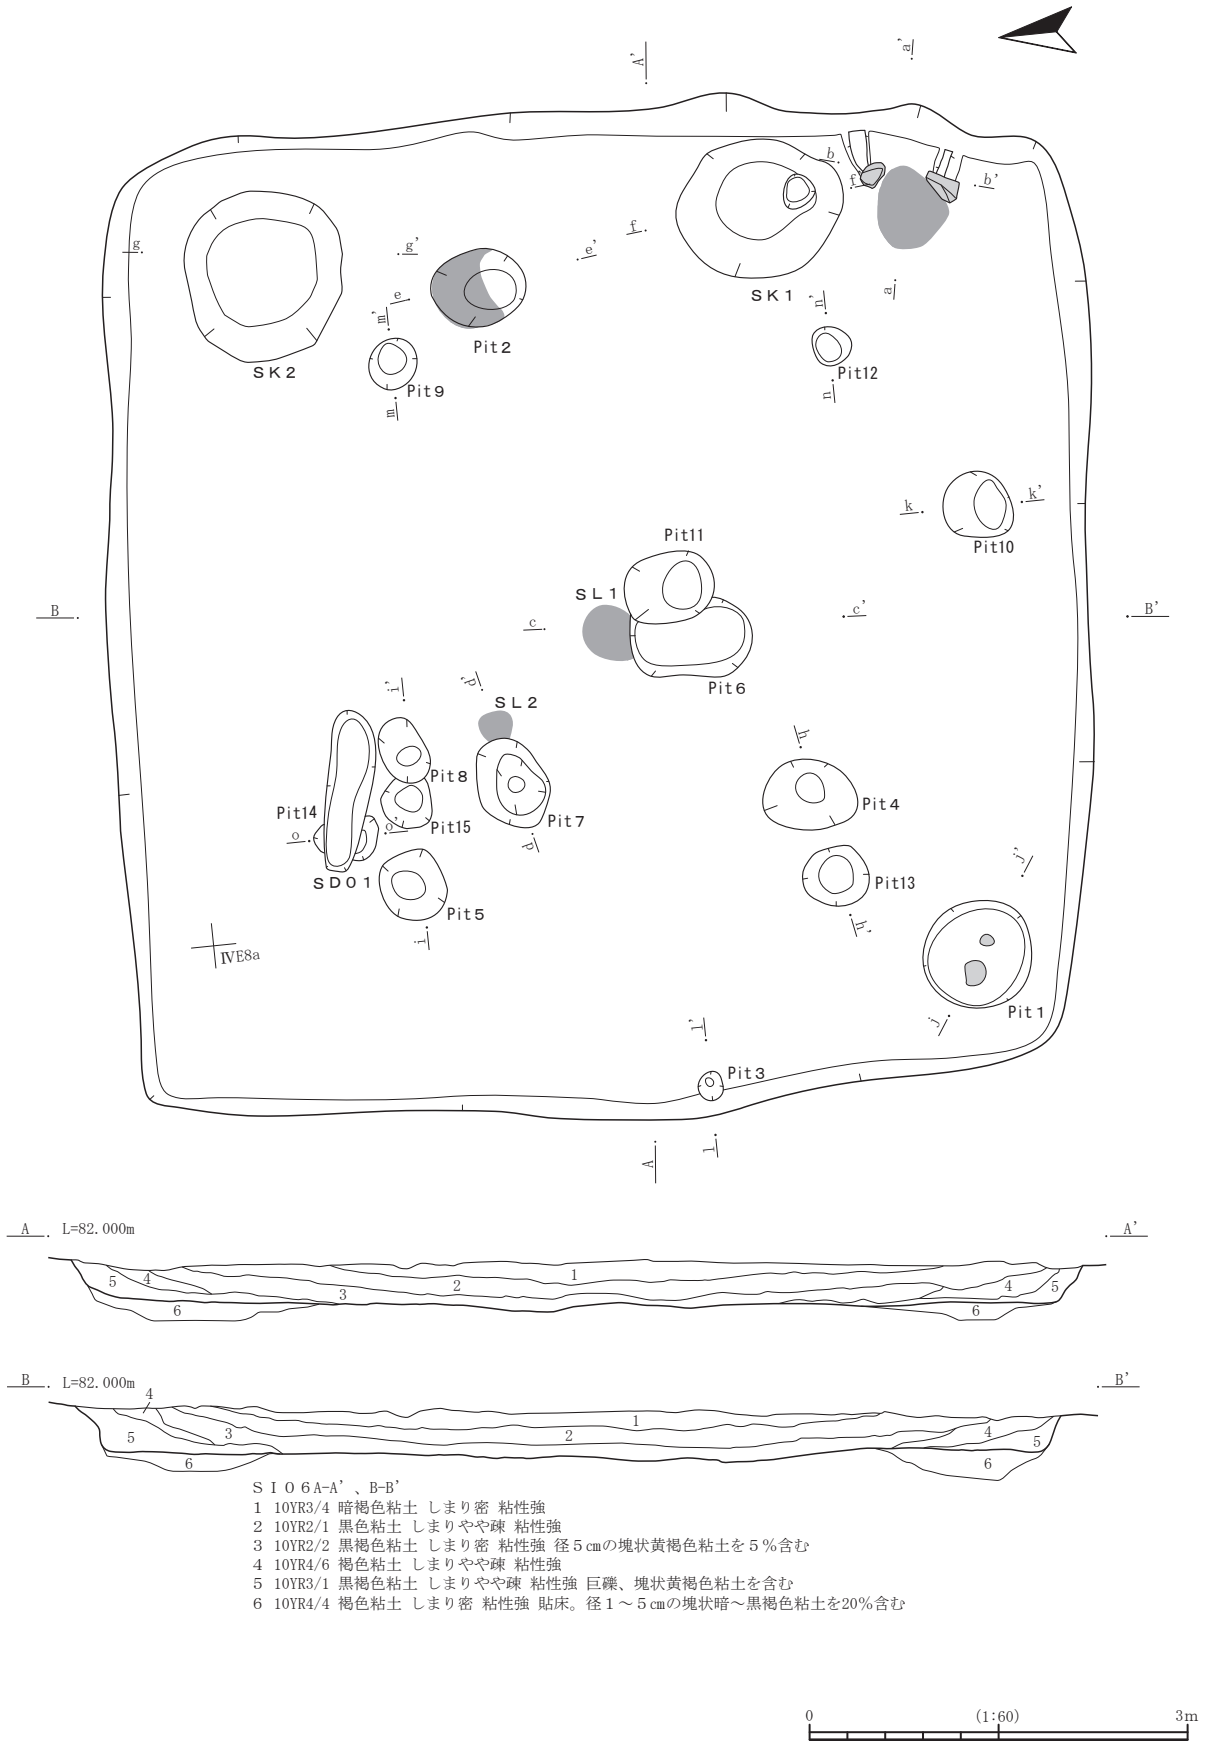 A'
a'
b
f'
b'
g
g'
f
e'
SK1
a
e
n'
m'
Pit2
SK2
Pit12
Pit9
n
m
k
k'
Pit11
Pit10
SL1
B
c
c'
B'
Pit6
i'
p'
SL2
h
Pit8
Pit4
Pit14
Pit7
o
o'
Pit15
p
j'
SD01
Pit13
Pit5
h'
i
ⅣE8a
Pit1
j
l'
Pit3
A
l
A L=82.000m A'
5 4 1 2 3 4 5
6 6
B L=82.000m B'
4
5 3 1 2 4 5
6 6
SI06A-A'、B-B'
1 10YR3/4 暗褐色粘土 しまり密 粘性強
2 10YR2/1 黒色粘土 しまりやや疎 粘性強
3 10YR2/2 黒褐色粘土 しまり密 粘性強 径5㎝の塊状黄褐色粘土を5%含む
4 10YR4/6 褐色粘土 しまりやや疎 粘性強
5 10YR3/1 黒褐色粘土 しまりやや疎 粘性強 巨礫、塊状黄褐色粘土を含む
6 10YR4/4 褐色粘土 しまり密 粘性強 貼床。径1～5㎝の塊状暗～黒褐色粘土を20%含む
0 (1:60) 3m